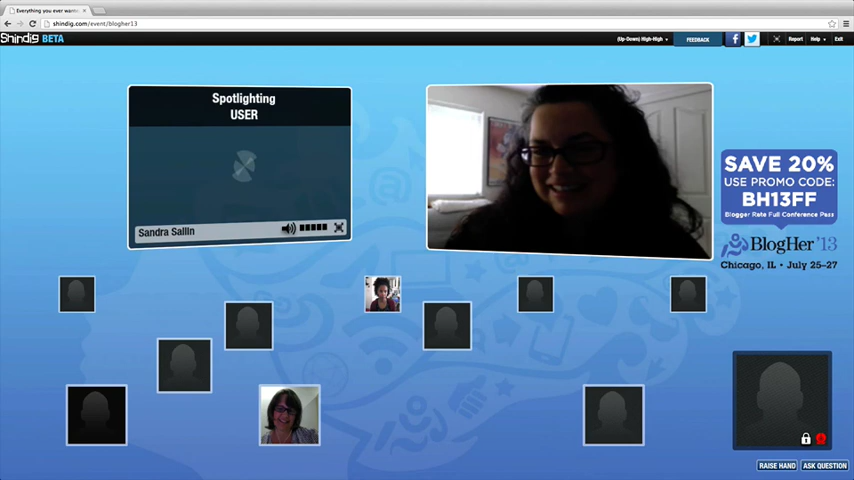 Everything you ever wan
shindig.com/event/blogher13
Shindig BETA
(Up-Down) High-High
FEEDBACK
f
Report
Help
Exit
Spotlighting
USER
Sandra Sallin
SAVE 20%
USE PROMO CODE:
BH13FF
Blogger Rate Full Conference Pass
BlogHer '13
Chicago, IL • July 25-27
RAISE HAND
ASK QUESTION